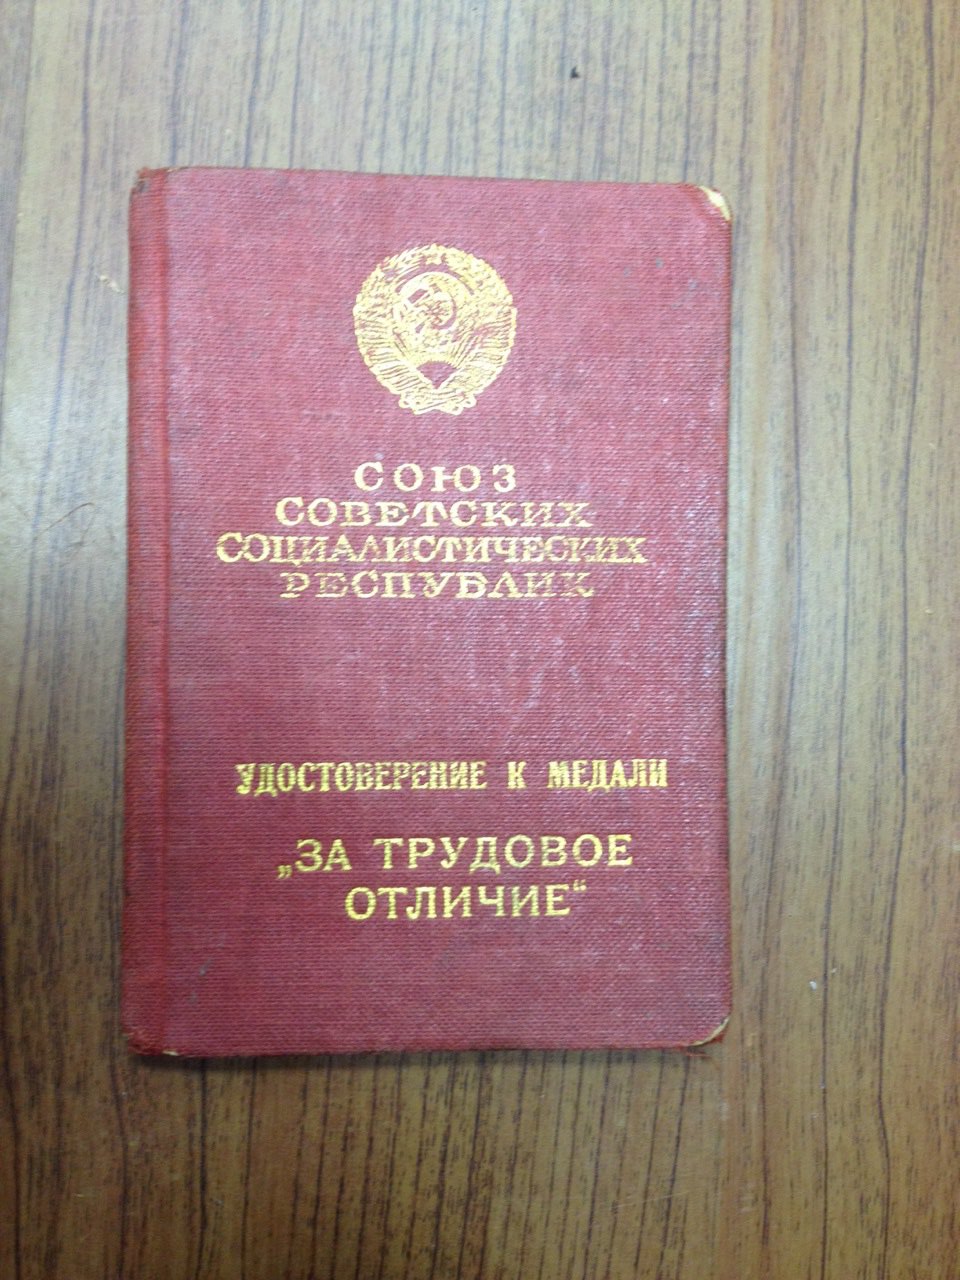 СОЮЗ
СОВЕТСКИХ
СОЦИАЛИСТИЧЕСКИХ
РЕСПУБЛИК
УДОСТОВЕРЕНИЕ К МЕДАЛИ
„ЗА ТРУДОВОЕ
ОТЛИЧИЕ“